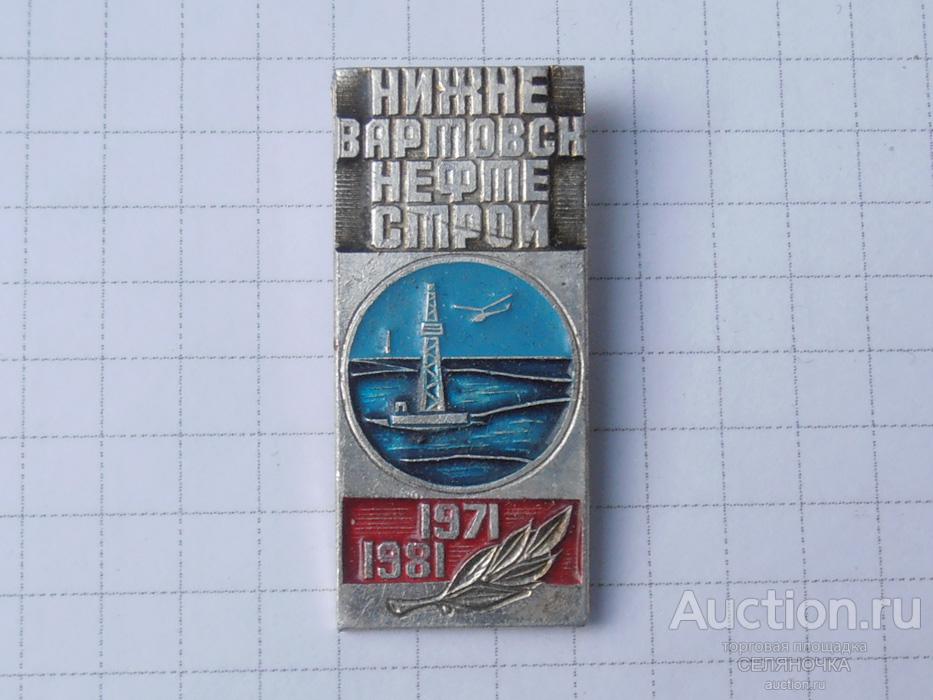 НИЖНЕ
ВАРТОВСК
НЕФТЕ
СТРОЙ
1971
1981
Auction.ru
торговая площадка
СЕЛЯНОЧКА
auction.ru